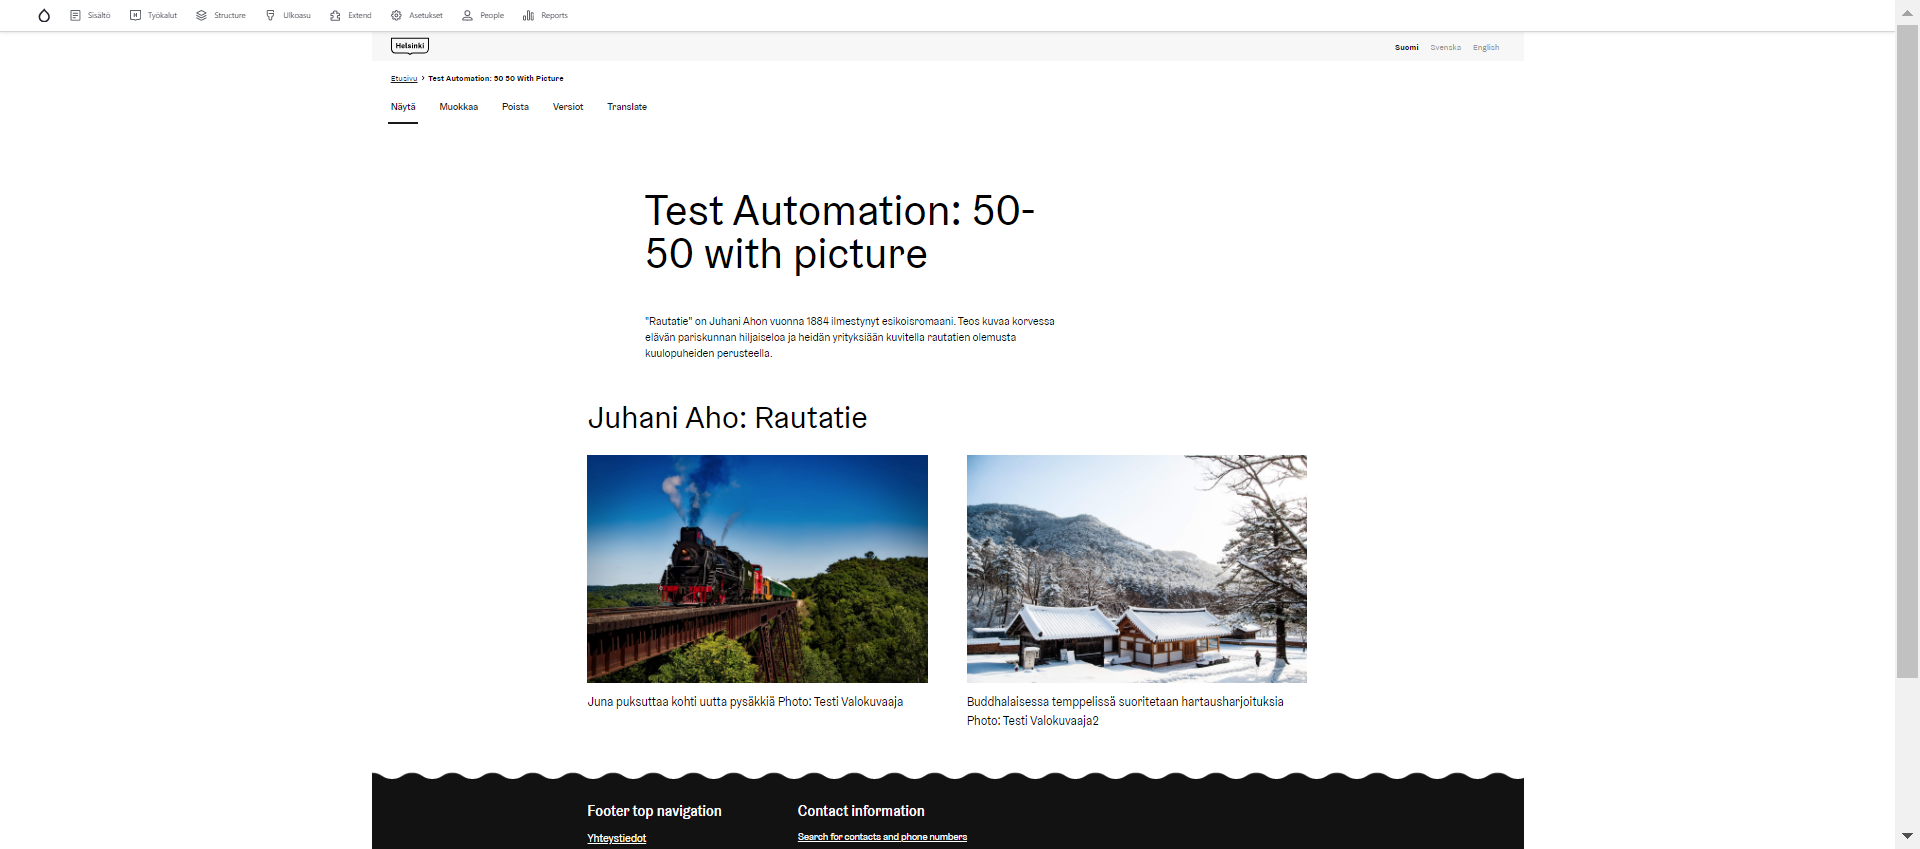 Sisältö Työkalut Structure Ulkoasu Extend Asetukset People Reports
Helsinki
Suomi Svenska English
Etusivu › Test Automation: 50 50 With Picture
Näytä Muokkaa Poista Versiot Translate
Test Automation: 50-
50 with picture
"Rautatie" on Juhani Ahon vuonna 1884 ilmestynyt esikoisromaani. Teos kuvaa korvessa
elävän pariskunnan hiljaiseloa ja heidän yrityksiään kuvitella rautatien olemusta
kuulopuheiden perusteella.
Juhani Aho: Rautatie
Juna puksuttaa kohti uutta pysäkkiä Photo: Testi Valokuvaaja
Buddhalaisessa temppelissä suoritetaan hartausharjoituksia
Photo: Testi Valokuvaaja2
Footer top navigation
Yhteystiedot
Contact information
Search for contacts and phone numbers